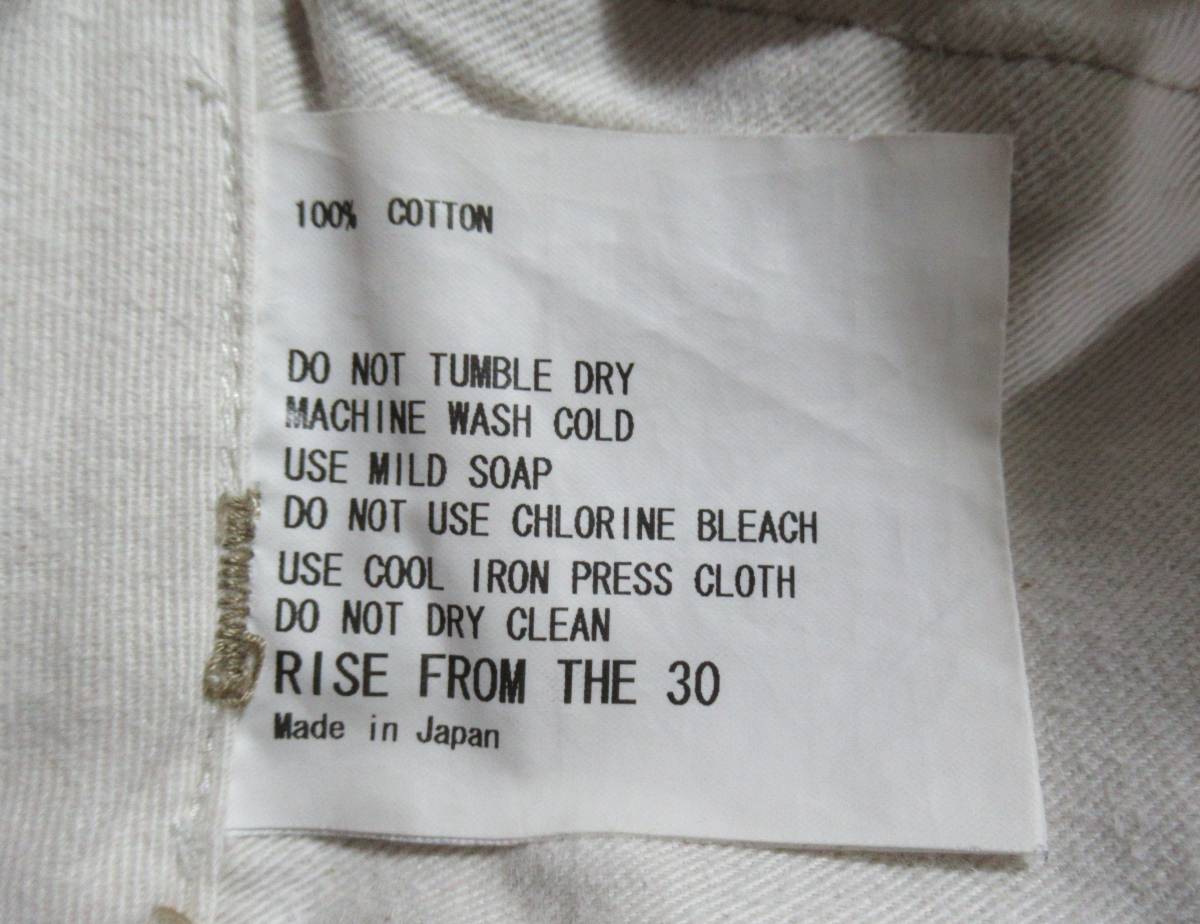 100% COTTON
DO NOT TUMBLE DRY
MACHINE WASH COLD
USE MILD SOAP
DO NOT USE CHLORINE BLEACH
USE COOL IRON PRESS CLOTH
DO NOT DRY CLEAN
RISE FROM THE 30
Made in Japan